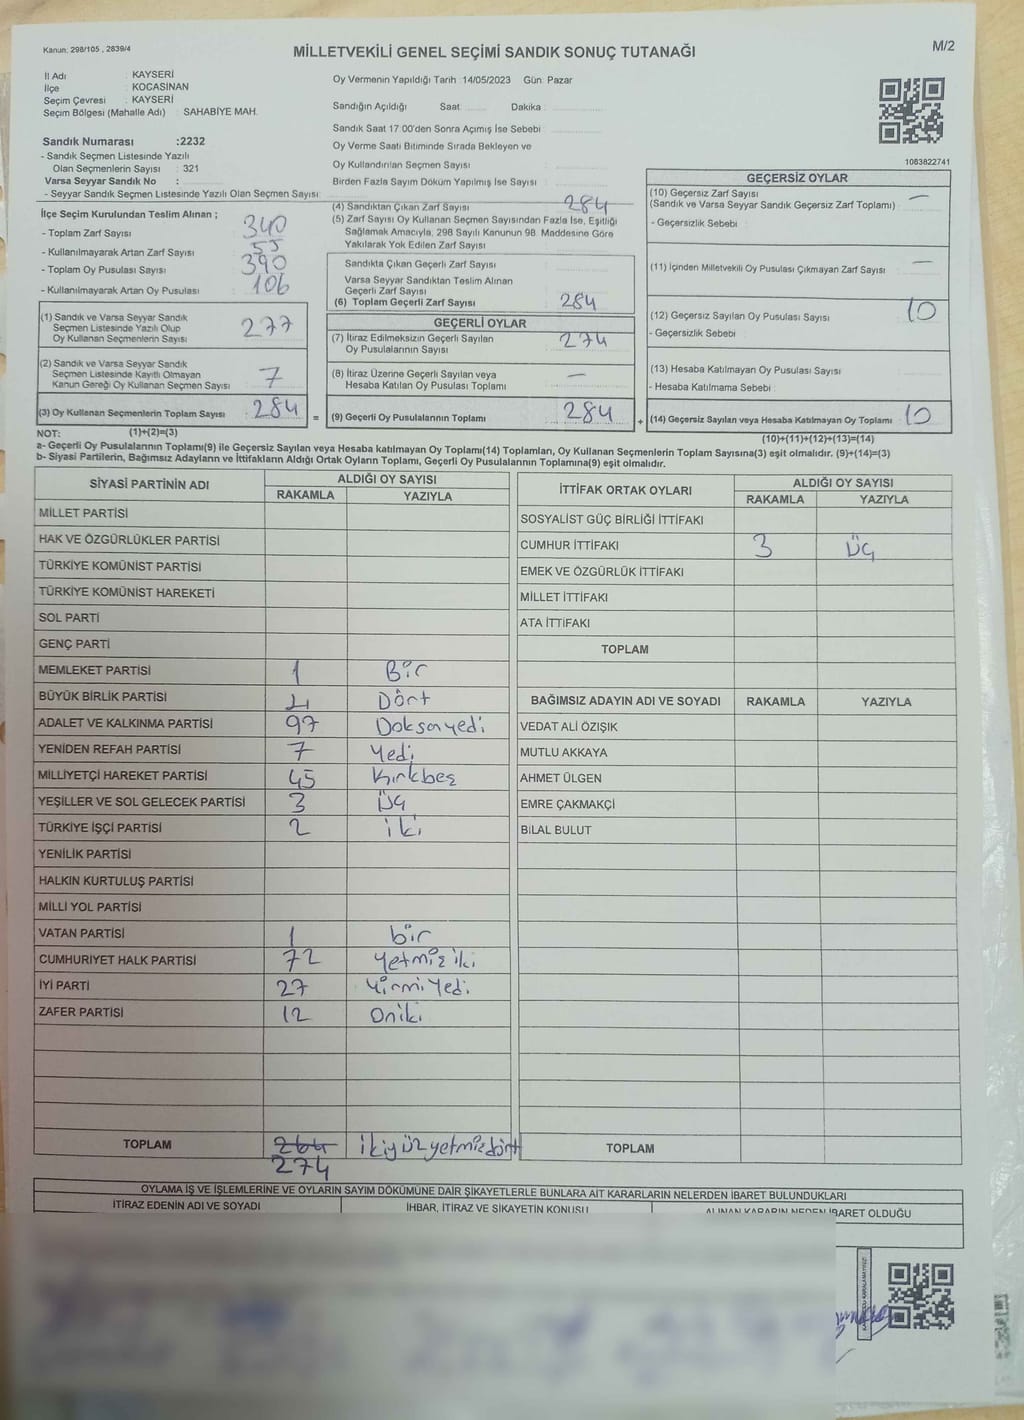 Kanun: 298/105 , 2839/4
MİLLETVEKİLİ GENEL SEÇİMİ SANDIK SONUÇ TUTANAĞI
M/2
İl Adı : KAYSERİ
İlçe : KOCASİNAN
Seçim Çevresi : KAYSERİ
Seçim Bölgesi (Mahalle Adı) : SAHABİYE MAH.
Sandık Numarası :2232
- Sandık Seçmen Listesinde Yazılı
Olan Seçmenlerin Sayısı : 321
Varsa Seyyar Sandık No :
- Seyyar Sandık Seçmen Listesinde Yazılı Olan Seçmen Sayısı :
Oy Vermenin Yapıldığı Tarih :14/05/2023 Gün: Pazar
Sandığın Açıldığı Saat Dakika :
Sandık Saat 17:00'den Sonra Açımış İse Sebebi :
Oy Verme Saati Bitiminde Sırada Bekleyen ve
Oy Kullandırılan Seçmen Sayısı :
Birden Fazla Sayım Döküm Yapılmış İse Sayısı :
1083822741
İlçe Seçim Kurulundan Teslim Alınan ;
- Toplam Zarf Sayısı : 340
- Kullanılmayarak Artan Zarf Sayısı : 55
- Toplam Oy Pusulası Sayısı : 390
- Kullanılmayarak Artan Oy Pusulası : 106
(1) Sandık ve Varsa Seyyar Sandık
Seçmen Listesinde Yazılı Olup
Oy Kullanan Seçmenlerin Sayısı : 277
(2) Sandık ve Varsa Seyyar Sandık
Seçmen Listesinde Kayıtlı Olmayan
Kanun Gereği Oy Kullanan Seçmen Sayısı : 7
(3) Oy Kullanan Seçmenlerin Toplam Sayısı : 284
(4) Sandıktan Çıkan Zarf Sayısı : 284
(5) Zarf Sayısı Oy Kullanan Seçmen Sayısından Fazla İse, Eşitliği
Sağlamak Amacıyla, 298 Sayılı Kanunun 98. Maddesine Göre
Yakılarak Yok Edilen Zarf Sayısı
Sandıkta Çıkan Geçerli Zarf Sayısı :
Varsa Seyyar Sandıktan Teslim Alınan
Geçerli Zarf Sayısı :
(6) Toplam Geçerli Zarf Sayısı : 284
GEÇERLİ OYLAR
(7) İtiraz Edilmeksizin Geçerli Sayılan
Oy Pusulalarının Sayısı : 274
(8) İtiraz Üzerine Geçerli Sayılan veya
Hesaba Katılan Oy Pusulası Toplamı : —
= (9) Geçerli Oy Pusulalarının Toplamı : 284
GEÇERSİZ OYLAR
(10) Geçersiz Zarf Sayısı : —
(Sandık ve Varsa Seyyar Sandık Geçersiz Zarf Toplamı)
- Geçersizlik Sebebi :
(11) İçinden Milletvekili Oy Pusulası Çıkmayan Zarf Sayısı : —
(12) Geçersiz Sayılan Oy Pusulası Sayısı : 10
- Geçersizlik Sebebi :
(13) Hesaba Katılmayan Oy Pusulası Sayısı :
- Hesaba Katılmama Sebebi :
+ (14) Geçersiz Sayılan veya Hesaba Katılmayan Oy Toplamı : 10
NOT: (1)+(2)=(3)
(10)+(11)+(12)+(13)=(14)
a- Geçerli Oy Pusulalarının Toplamı(9) ile Geçersiz Sayılan veya Hesaba katılmayan Oy Toplamı(14) Toplamları, Oy Kullanan Seçmenlerin Toplam Sayısına(3) eşit olmalıdır. (9)+(14)=(3)
b- Siyasi Partilerin, Bağımsız Adayların ve İttifakların Aldığı Ortak Oyların Toplamı, Geçerli Oy Pusulalarının Toplamına(9) eşit olmalıdır.
SİYASİ PARTİNİN ADI ALDIĞI OY SAYISI
RAKAMLA YAZIYLA
MİLLET PARTİSİ
HAK VE ÖZGÜRLÜKLER PARTİSİ
TÜRKİYE KOMÜNİST PARTİSİ
TÜRKİYE KOMÜNİST HAREKETİ
SOL PARTİ
GENÇ PARTİ
MEMLEKET PARTİSİ 1 Bir
BÜYÜK BİRLİK PARTİSİ 4 Dört
ADALET VE KALKINMA PARTİSİ 97 Doksanyedi
YENİDEN REFAH PARTİSİ 7 Yedi
MİLLİYETÇİ HAREKET PARTİSİ 45 Kırkbeş
YEŞİLLER VE SOL GELECEK PARTİSİ 3 Üç
TÜRKİYE İŞÇİ PARTİSİ 2 iki
YENİLİK PARTİSİ
HALKIN KURTULUŞ PARTİSİ
MİLLİ YOL PARTİSİ
VATAN PARTİSİ 1 bir
CUMHURİYET HALK PARTİSİ 72 Yetmiş iki
İYİ PARTİ 27 Yirmi Yedi
ZAFER PARTİSİ 12 Oniki
TOPLAM 264 ikiyüzyetmişdört
274
İTTİFAK ORTAK OYLARI ALDIĞI OY SAYISI
RAKAMLA YAZIYLA
SOSYALİST GÜÇ BİRLİĞİ İTTİFAKI
CUMHUR İTTİFAKI 3 üç
EMEK VE ÖZGÜRLÜK İTTİFAKI
MİLLET İTTİFAKI
ATA İTTİFAKI
TOPLAM
BAĞIMSIZ ADAYIN ADI VE SOYADI RAKAMLA YAZIYLA
VEDAT ALİ ÖZIŞIK
MUTLU AKKAYA
AHMET ÜLGEN
EMRE ÇAKMAKÇİ
BİLAL BULUT
TOPLAM
OYLAMA İŞ VE İŞLEMLERİNE VE OYLARIN SAYIM DÖKÜMÜNE DAİR ŞİKAYETLERLE BUNLARA AİT KARARLARIN NELERDEN İBARET BULUNDUKLARI
İTİRAZ EDENİN ADI VE SOYADI İHBAR, İTİRAZ VE ŞİKAYETİN KONUSU ALINAN KARARIN NEDEN İBARET OLDUĞU